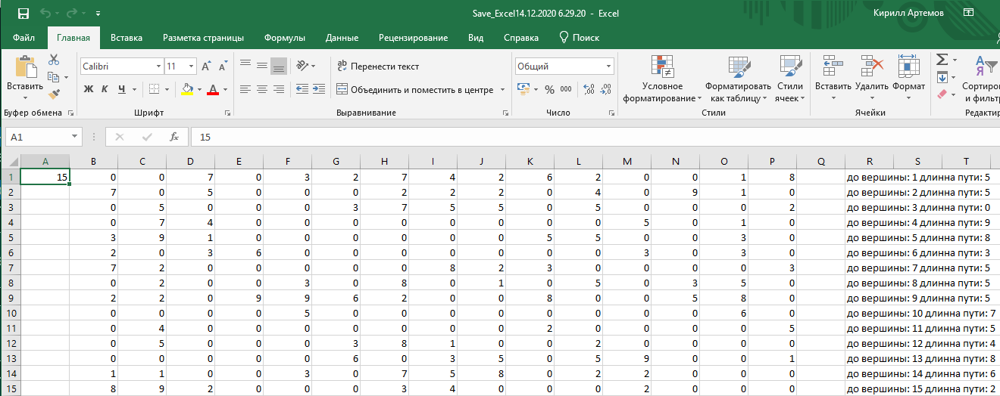 Save_Excel14.12.2020 6.29.20 - Excel
Кирилл Артемов
Файл Главная Вставка Разметка страницы Формулы Данные Рецензирование Вид Справка Поиск
Вставить
Calibri 11
Ж К Ч
Перенести текст
Объединить и поместить в центре
Общий
% 000
Условное форматирование
Форматировать как таблицу
Стили ячеек
Вставить Удалить Формат
Сортиро
и фильт
Буфер обмена Шрифт Выравнивание Число Стили Ячейки Редактир
A1 fx 15
A B C D E F G H I J K L M N O P Q R S T
1 15 0 0 7 0 3 2 7 4 2 6 2 0 0 1 8 до вершины: 1 длинна пути: 5
2 7 0 5 0 0 0 2 2 2 0 4 0 9 1 0 до вершины: 2 длинна пути: 5
3 0 5 0 0 0 3 7 5 5 0 5 0 0 0 2 до вершины: 3 длинна пути: 0
4 0 7 4 0 0 0 0 0 0 0 0 5 0 1 0 до вершины: 4 длинна пути: 9
5 3 9 1 0 0 0 0 0 0 5 5 0 0 3 0 до вершины: 5 длинна пути: 8
6 2 0 3 6 0 0 0 0 0 0 0 3 0 3 0 до вершины: 6 длинна пути: 3
7 7 2 0 0 0 0 0 8 2 3 0 0 0 0 3 до вершины: 7 длинна пути: 5
8 0 2 0 0 3 0 8 0 1 0 5 0 3 5 0 до вершины: 8 длинна пути: 5
9 2 2 0 9 9 6 2 0 0 8 0 0 5 8 0 до вершины: 9 длинна пути: 5
10 0 0 0 0 5 0 0 0 0 0 0 0 0 6 0 до вершины: 10 длинна пути: 7
11 0 4 0 0 0 0 0 0 0 2 0 0 0 0 5 до вершины: 11 длинна пути: 5
12 0 5 0 0 0 3 8 1 0 0 2 0 0 0 0 до вершины: 12 длинна пути: 4
13 0 0 0 0 0 6 0 3 5 0 5 9 0 0 1 до вершины: 13 длинна пути: 8
14 1 1 0 0 3 0 7 5 8 0 2 2 0 0 0 до вершины: 14 длинна пути: 6
15 8 9 2 0 0 0 3 4 0 0 0 2 0 0 0 до вершины: 15 длинна пути: 2